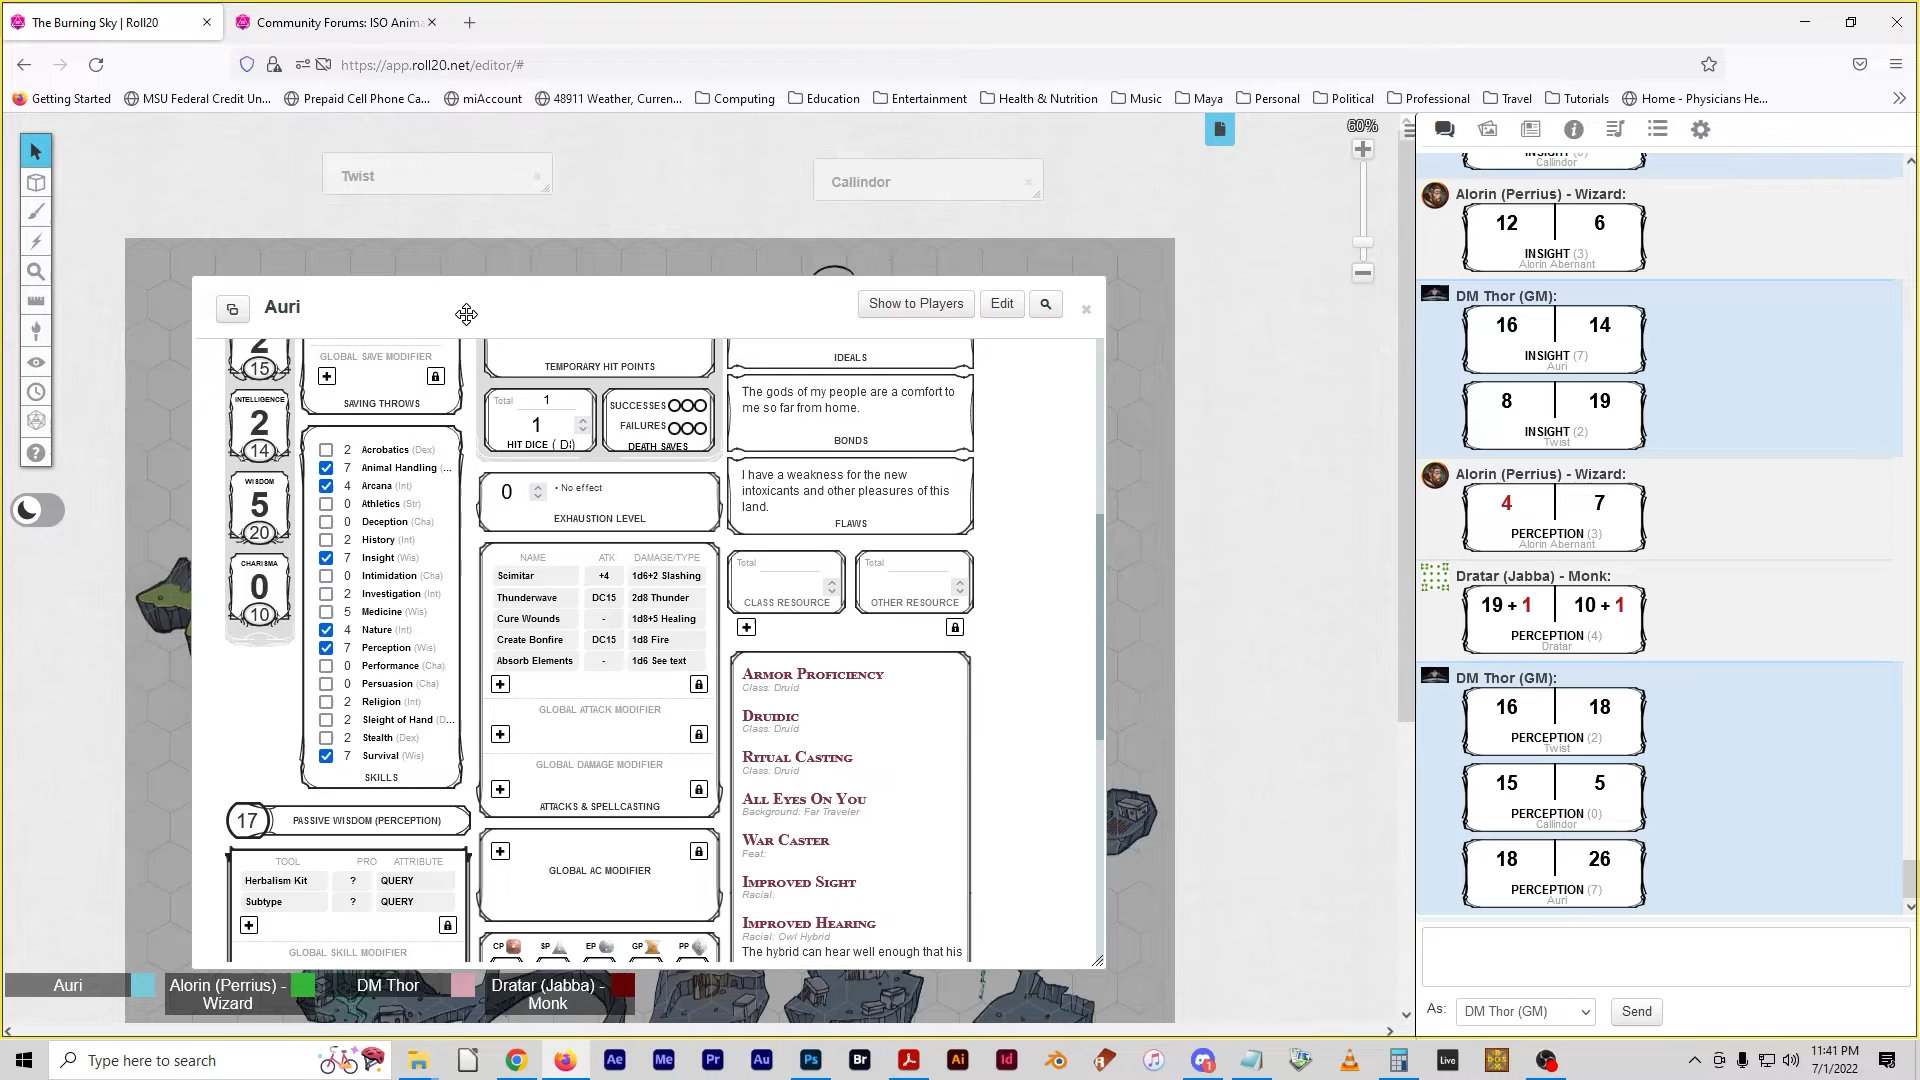 The Burning Sky | Roll20
Community Forums: ISO Anima
https://app.roll20.net/editor/#
Getting Started
MSU Federal Credit Un...
Prepaid Cell Phone Ca...
miAccount
48911 Weather, Curren...
Computing
Education
Entertainment
Health & Nutrition
Music
Maya
Personal
Political
Professional
Travel
Tutorials
Home - Physicians He...
60%
Twist
Callindor
Auri
Show to Players
Edit
15
GLOBAL SAVE MODIFIER
SAVING THROWS
INTELLIGENCE
2
14
WISDOM
5
20
CHARISMA
0
10
2 Acrobatics (Dex)
7 Animal Handling (...
4 Arcana (Int)
0 Athletics (Str)
0 Deception (Cha)
2 History (Int)
7 Insight (Wis)
0 Intimidation (Cha)
2 Investigation (Int)
5 Medicine (Wis)
4 Nature (Int)
7 Perception (Wis)
0 Performance (Cha)
0 Persuasion (Cha)
2 Religion (Int)
2 Sleight of Hand (D...
2 Stealth (Dex)
7 Survival (Wis)
SKILLS
17 PASSIVE WISDOM (PERCEPTION)
TOOL PRO ATTRIBUTE
Herbalism Kit ? QUERY
Subtype ? QUERY
GLOBAL SKILL MODIFIER
TEMPORARY HIT POINTS
Total 1
1
HIT DICE ( D
SUCCESSES
FAILURES
DEATH SAVES
0 • No effect
EXHAUSTION LEVEL
NAME ATK DAMAGE/TYPE
Scimitar +4 1d6+2 Slashing
Thunderwave DC15 2d8 Thunder
Cure Wounds - 1d8+5 Healing
Create Bonfire DC15 1d8 Fire
Absorb Elements - 1d6 See text
GLOBAL ATTACK MODIFIER
GLOBAL DAMAGE MODIFIER
ATTACKS & SPELLCASTING
GLOBAL AC MODIFIER
CP SP EP GP PP
IDEALS
The gods of my people are a comfort to
me so far from home.
BONDS
I have a weakness for the new
intoxicants and other pleasures of this
land.
FLAWS
Total
CLASS RESOURCE
Total
OTHER RESOURCE
ARMOR PROFICIENCY
Class: Druid
DRUIDIC
Class: Druid
RITUAL CASTING
Class: Druid
ALL EYES ON YOU
Background: Far Traveler
WAR CASTER
Feat:
IMPROVED SIGHT
Racial:
IMPROVED HEARING
Racial: Owl Hybrid
The hybrid can hear well enough that his
Auri
Alorin (Perrius) -
Wizard
DM Thor
Dratar (Jabba) -
Monk
Callindor
Alorin (Perrius) - Wizard:
12 6
INSIGHT (3)
Alorin Abernant
DM Thor (GM):
16 14
INSIGHT (7)
Auri
8 19
INSIGHT (2)
Twist
Alorin (Perrius) - Wizard:
4 7
PERCEPTION (3)
Alorin Abernant
Dratar (Jabba) - Monk:
19 + 1 10 + 1
PERCEPTION (4)
Dratar
DM Thor (GM):
16 18
PERCEPTION (2)
Twist
15 5
PERCEPTION (0)
Callindor
18 26
PERCEPTION (7)
Auri
As: DM Thor (GM) Send
Type here to search
Ae
Me
Pr
Au
Ps
Br
Ai
Id
Live
DOS
11:41 PM
7/1/2022